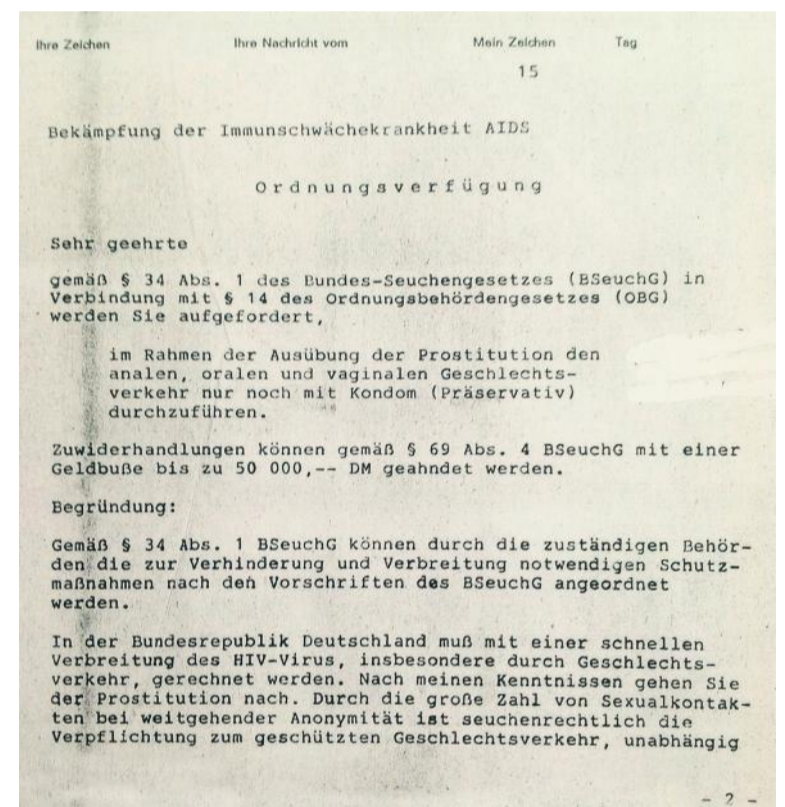 Ihre Zeichen Ihre Nachricht vom Mein Zeichen Tag
15
Bekämpfung der Immunschwächekrankheit AIDS
Ordnungsverfügung
Sehr geehrte
gemäß § 34 Abs. 1 des Bundes-Seuchengesetzes (BSeuchG) in
Verbindung mit § 14 des Ordnungsbehördengesetzes (OBG)
werden Sie aufgefordert,
im Rahmen der Ausübung der Prostitution den
analen, oralen und vaginalen Geschlechts-
verkehr nur noch mit Kondom (Präservativ)
durchzuführen.
Zuwiderhandlungen können gemäß § 69 Abs. 4 BSeuchG mit einer
Geldbuße bis zu 50 000,-- DM geahndet werden.
Begründung:
Gemäß § 34 Abs. 1 BSeuchG können durch die zuständigen Behör-
den die zur Verhinderung und Verbreitung notwendigen Schutz-
maßnahmen nach den Vorschriften des BSeuchG angeordnet
werden.
In der Bundesrepublik Deutschland muß mit einer schnellen
Verbreitung des HIV-Virus, insbesondere durch Geschlechts-
verkehr, gerechnet werden. Nach meinen Kenntnissen gehen Sie
der Prostitution nach. Durch die große Zahl von Sexualkontak-
ten bei weitgehender Anonymität ist seuchenrechtlich die
Verpflichtung zum geschützten Geschlechtsverkehr, unabhängig
- 2 -